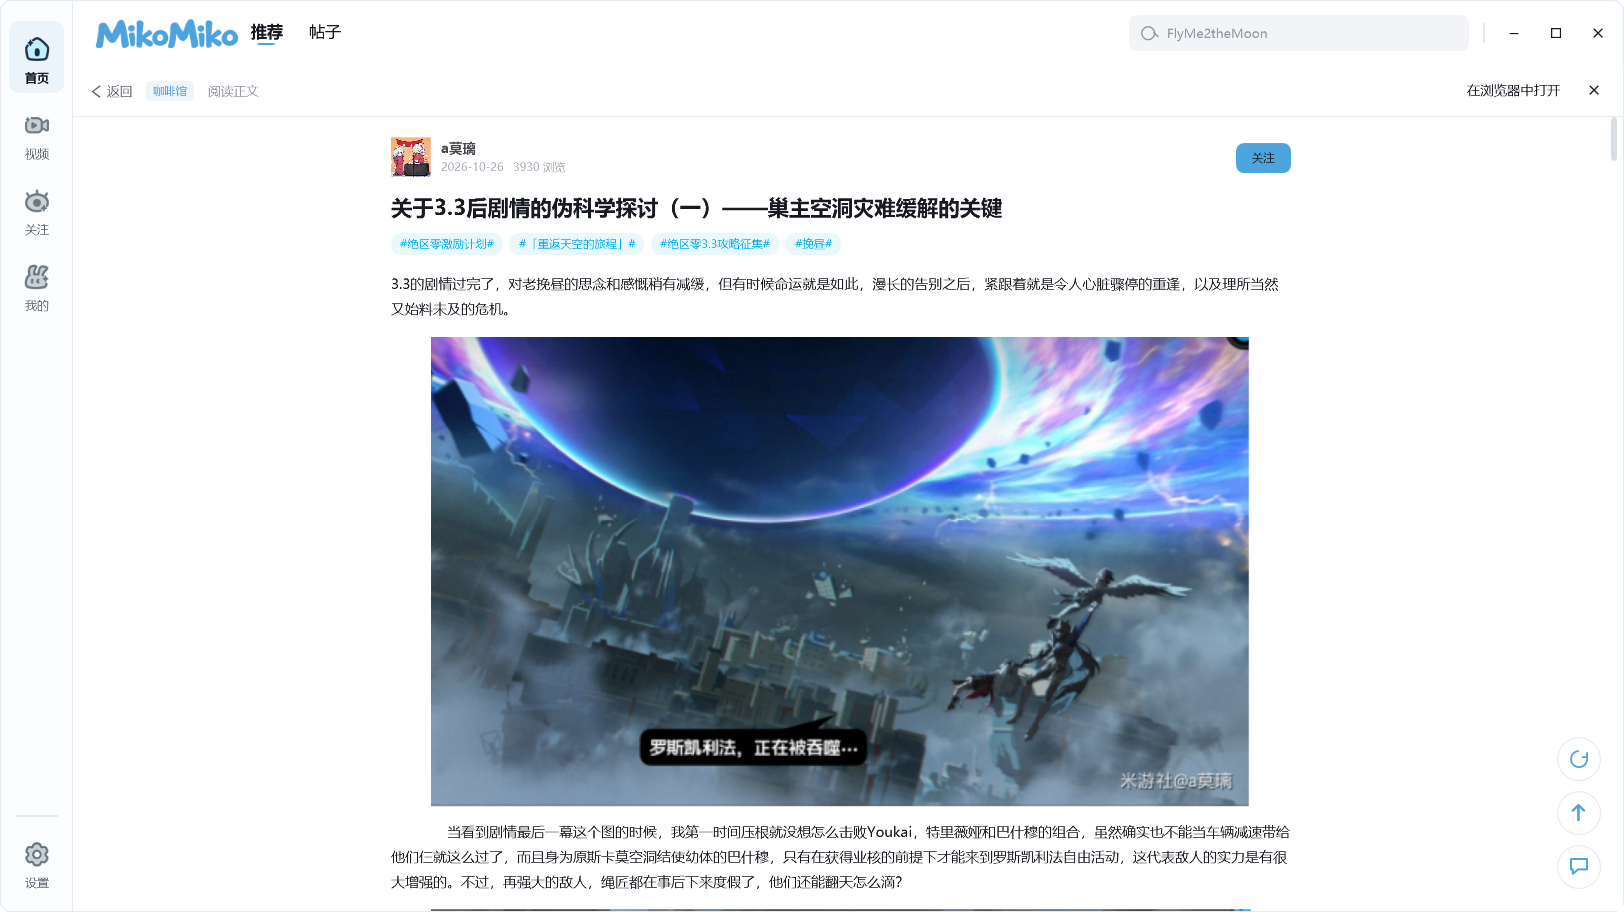 MikoMiko 推荐 帖子
FlyMe2theMoon
首页
视频
关注
我的
设置
返回 咖啡馆 阅读正文
在浏览器中打开
a莫璃
2026-10-26 3930 浏览
关注
关于3.3后剧情的伪科学探讨（一）——巢主空洞灾难缓解的关键
#绝区零激励计划# #「重返天空的旅程」# #绝区零3.3攻略征集# #挽昼#
3.3的剧情过完了，对老挽昼的思念和感慨稍有减缓，但有时候命运就是如此，漫长的告别之后，紧跟着就是令人心脏骤停的重逢，以及理所当然
又始料未及的危机。
罗斯凯利法，正在被吞噬…
米游社@a莫璃
当看到剧情最后一幕这个图的时候，我第一时间压根就没想怎么击败Youkai，特里薇娅和巴什穆的组合，虽然确实也不能当车辆减速带给
他们仨就这么过了，而且身为原斯卡莫空洞结使幼体的巴什穆，只有在获得业核的前提下才能来到罗斯凯利法自由活动，这代表敌人的实力是有很
大增强的。不过，再强大的敌人，绳匠都在事后下来度假了，他们还能翻天怎么滴？